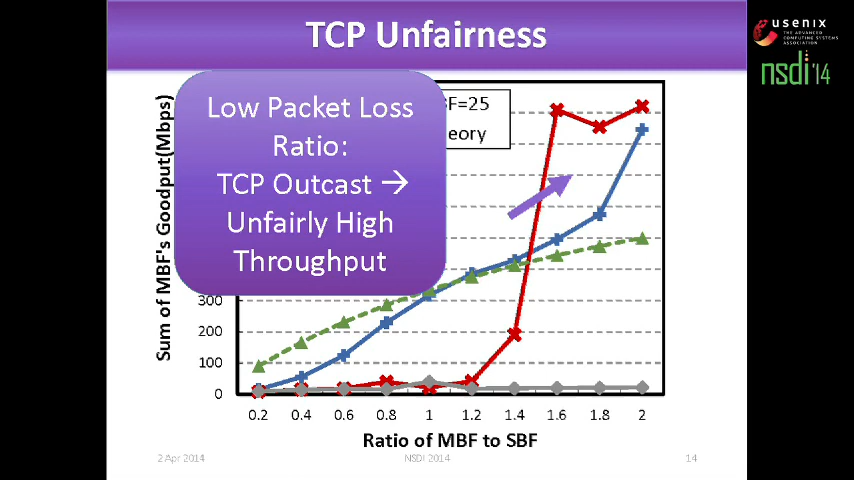 TCP Unfairness
usenix
THE ADVANCED
COMPUTING SYSTEMS
ASSOCIATION
nsdi'14
Low Packet Loss
Ratio:
TCP Outcast →
Unfairly High
Throughput
BF=25
eory
Sum of MBF's Goodput(Mbps)
300
200
100
0
0.2 0.4 0.6 0.8 1 1.2 1.4 1.6 1.8 2
Ratio of MBF to SBF
2 Apr 2014
NSDI 2014
14